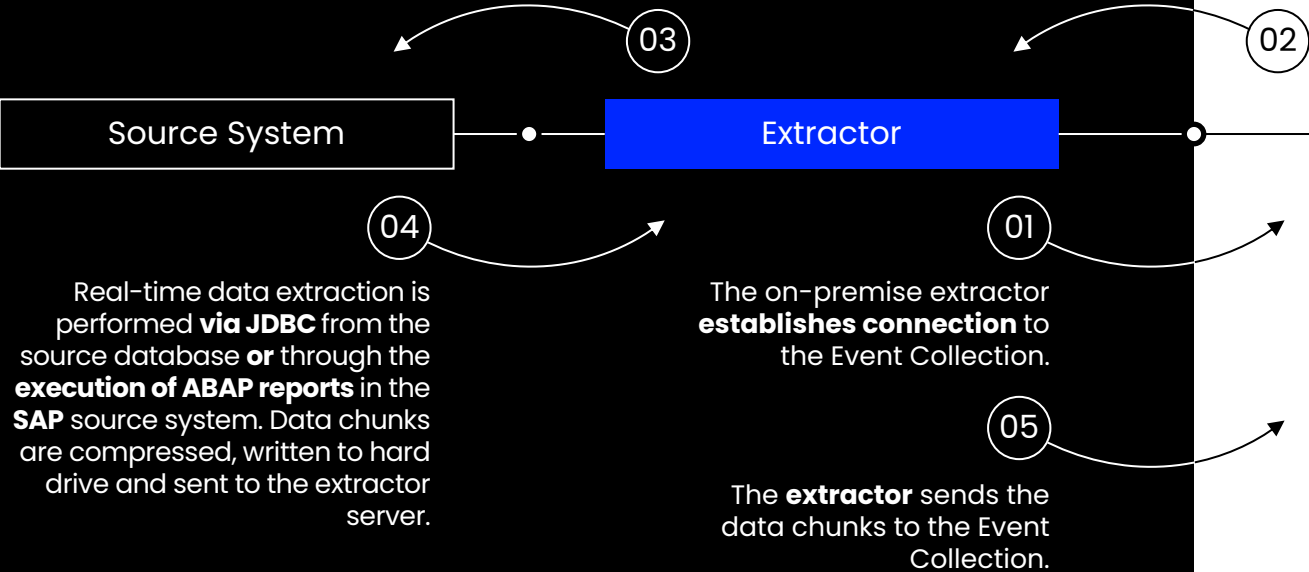 03
02
Source System
Extractor
04
Real-time data extraction is
performed via JDBC from the
source database or through the
execution of ABAP reports in the
SAP source system. Data chunks
are compressed, written to hard
drive and sent to the extractor
server.
01
The on-premise extractor
establishes connection to
the Event Collection.
05
The extractor sends the
data chunks to the Event
Collection.